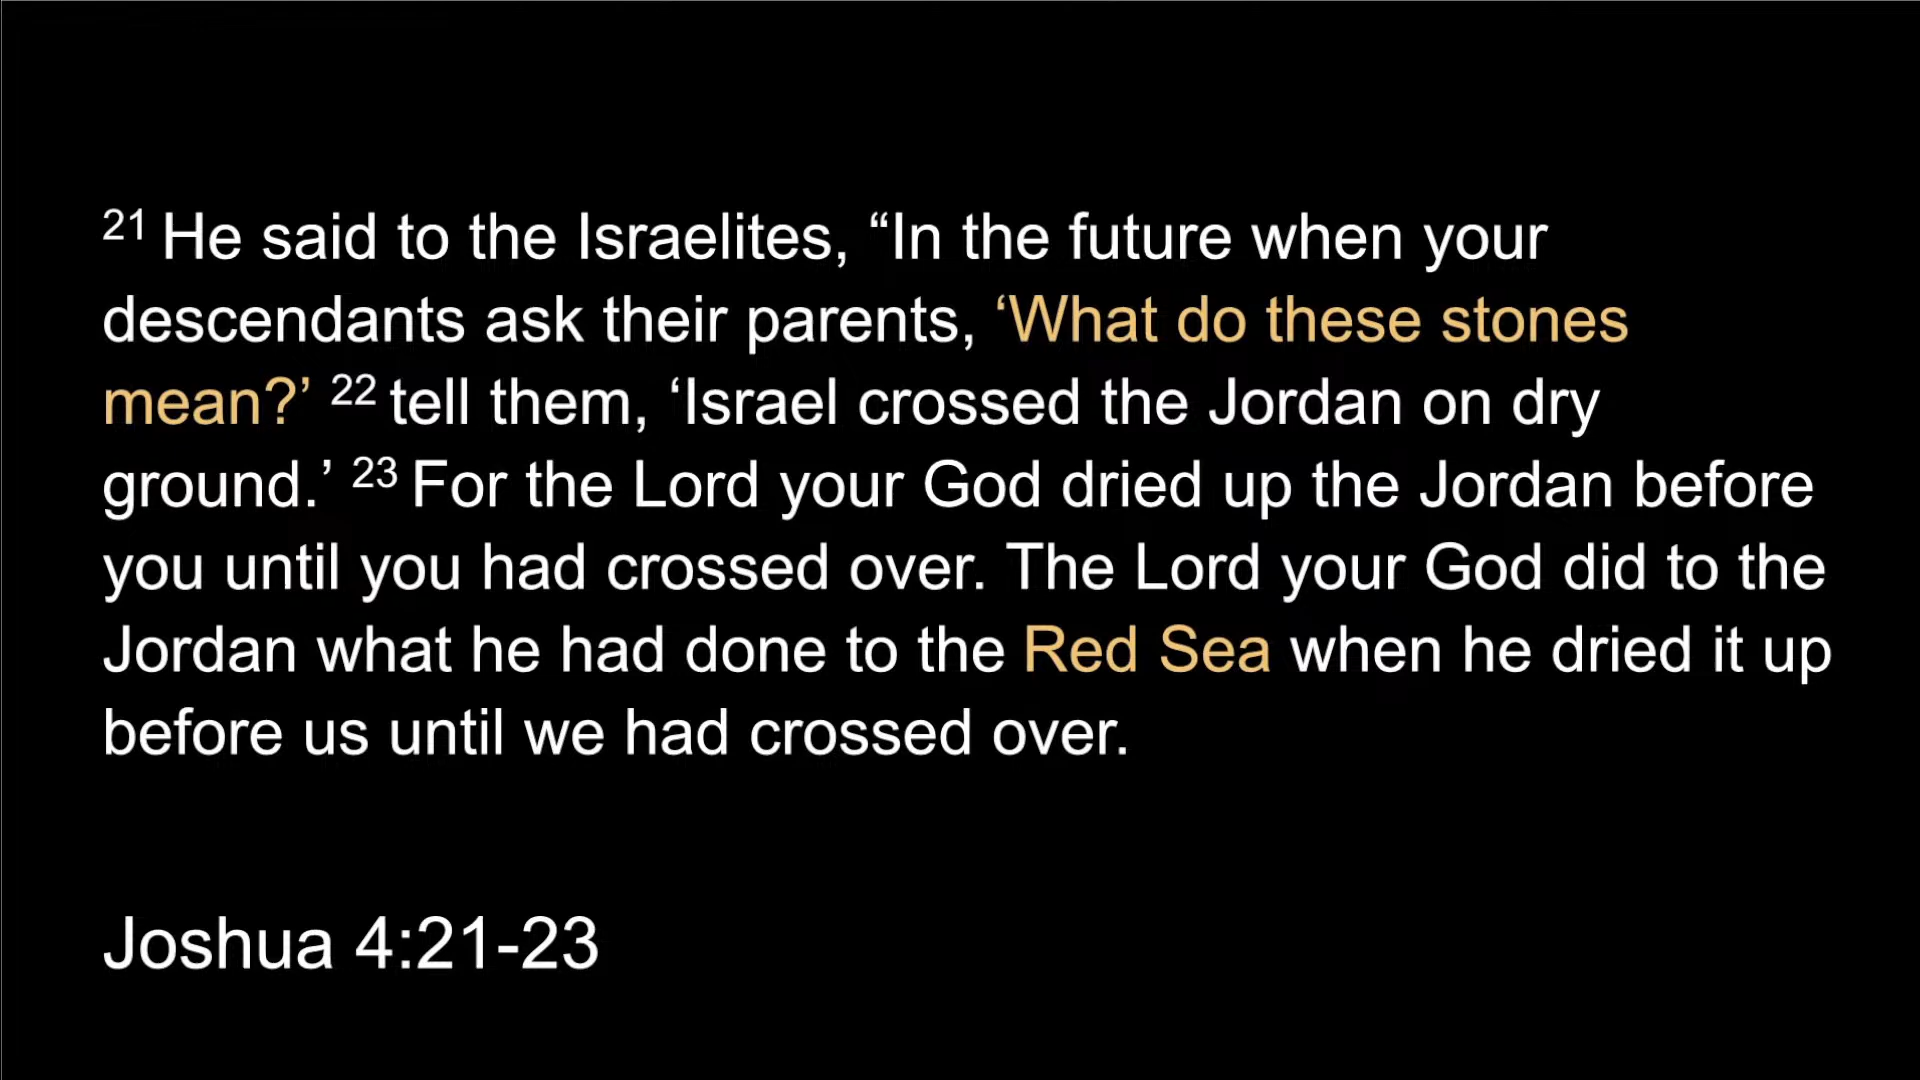 21 He said to the Israelites, “In the future when your
descendants ask their parents, ‘What do these stones
mean?’ 22 tell them, ‘Israel crossed the Jordan on dry
ground.’ 23 For the Lord your God dried up the Jordan before
you until you had crossed over. The Lord your God did to the
Jordan what he had done to the Red Sea when he dried it up
before us until we had crossed over.
Joshua 4:21-23